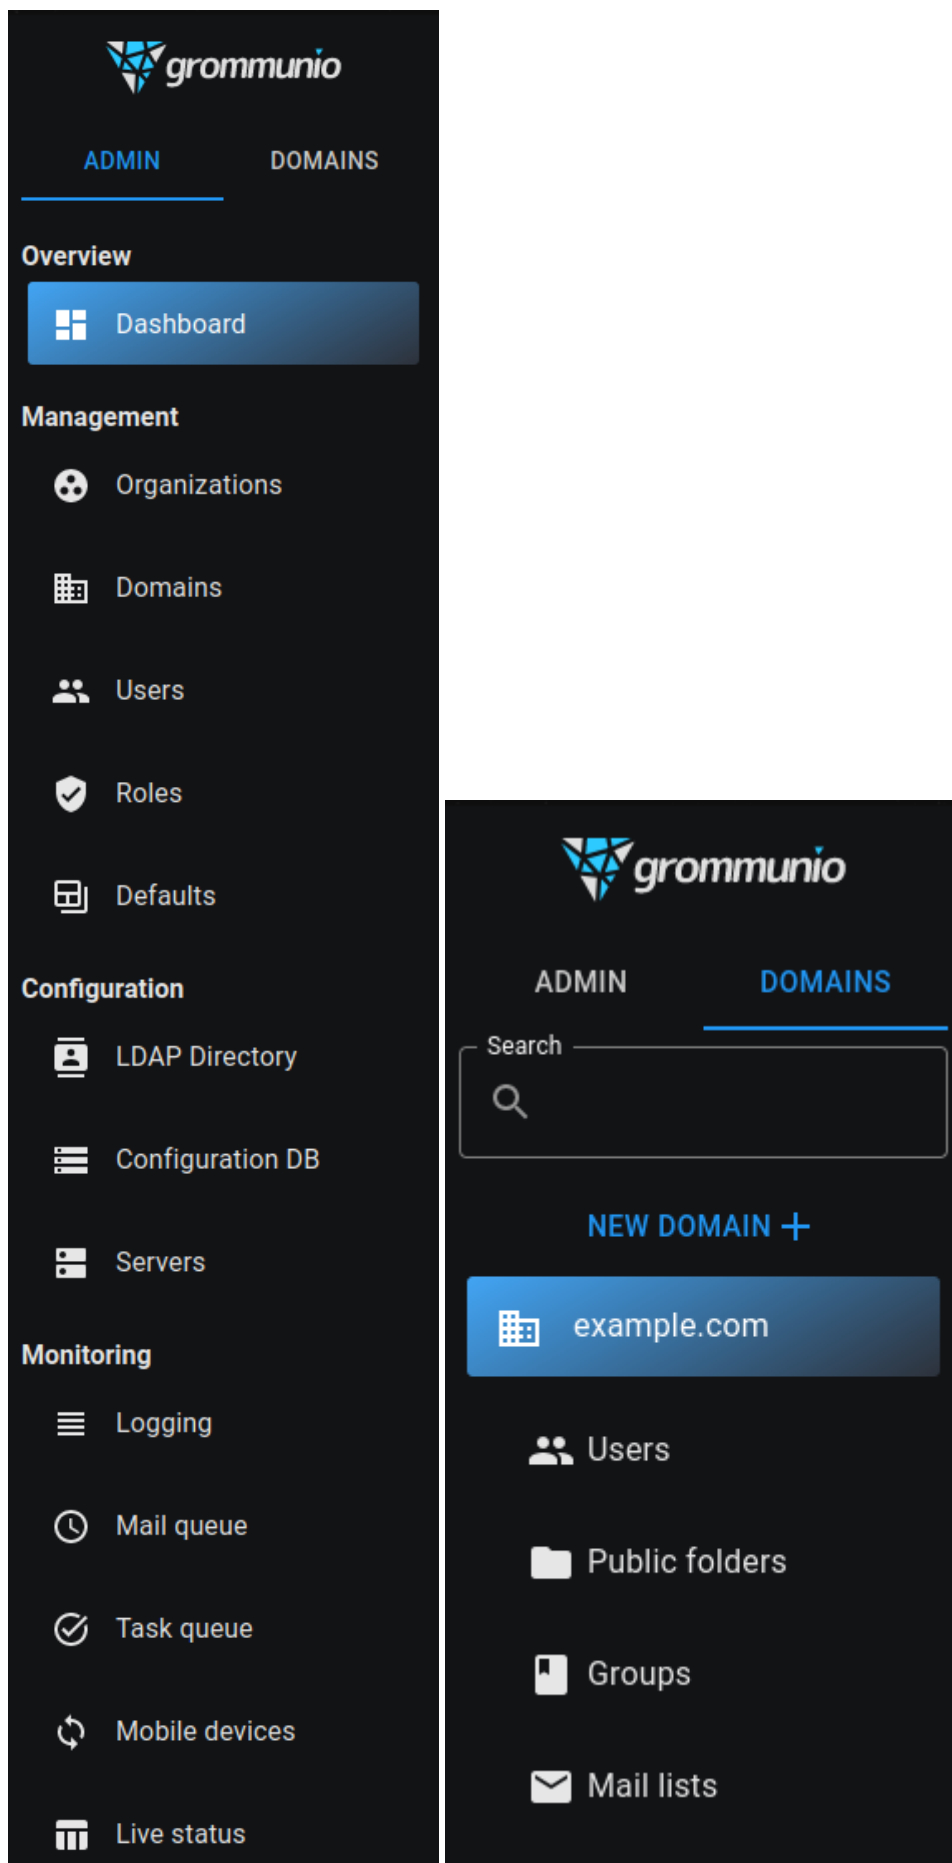 grommunio
ADMIN DOMAINS
Overview
Dashboard
Management
Organizations
Domains
Users
Roles
Defaults
Configuration
LDAP Directory
Configuration DB
Servers
Monitoring
Logging
Mail queue
Task queue
Mobile devices
Live status
grommunio
ADMIN DOMAINS
Search
NEW DOMAIN +
example.com
Users
Public folders
Groups
Mail lists